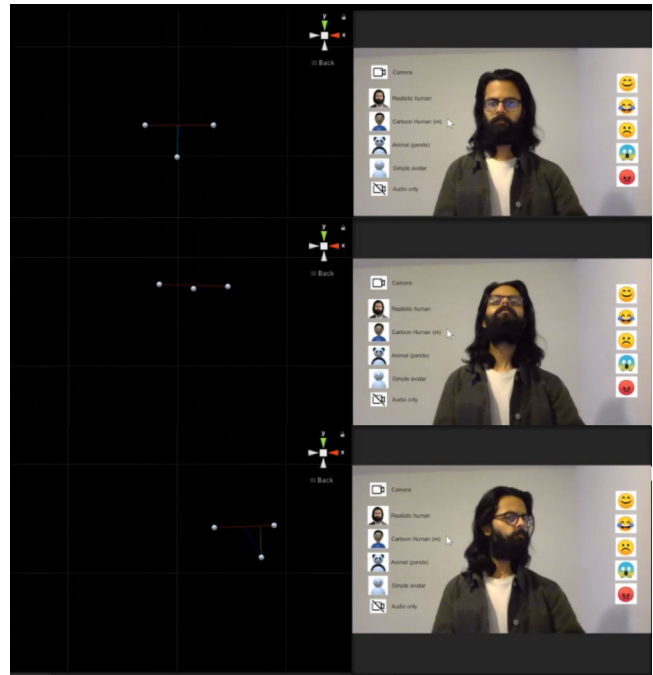 y
x
Back
Camera
Realistic human
Cartoon Human (m)
Animal (panda)
Simple avatar
Audio only
y
x
Back
Camera
Realistic human
Cartoon Human (m)
Animal (panda)
Simple avatar
Audio only
y
x
Back
Camera
Realistic human
Cartoon Human (m)
Animal (panda)
Simple avatar
Audio only